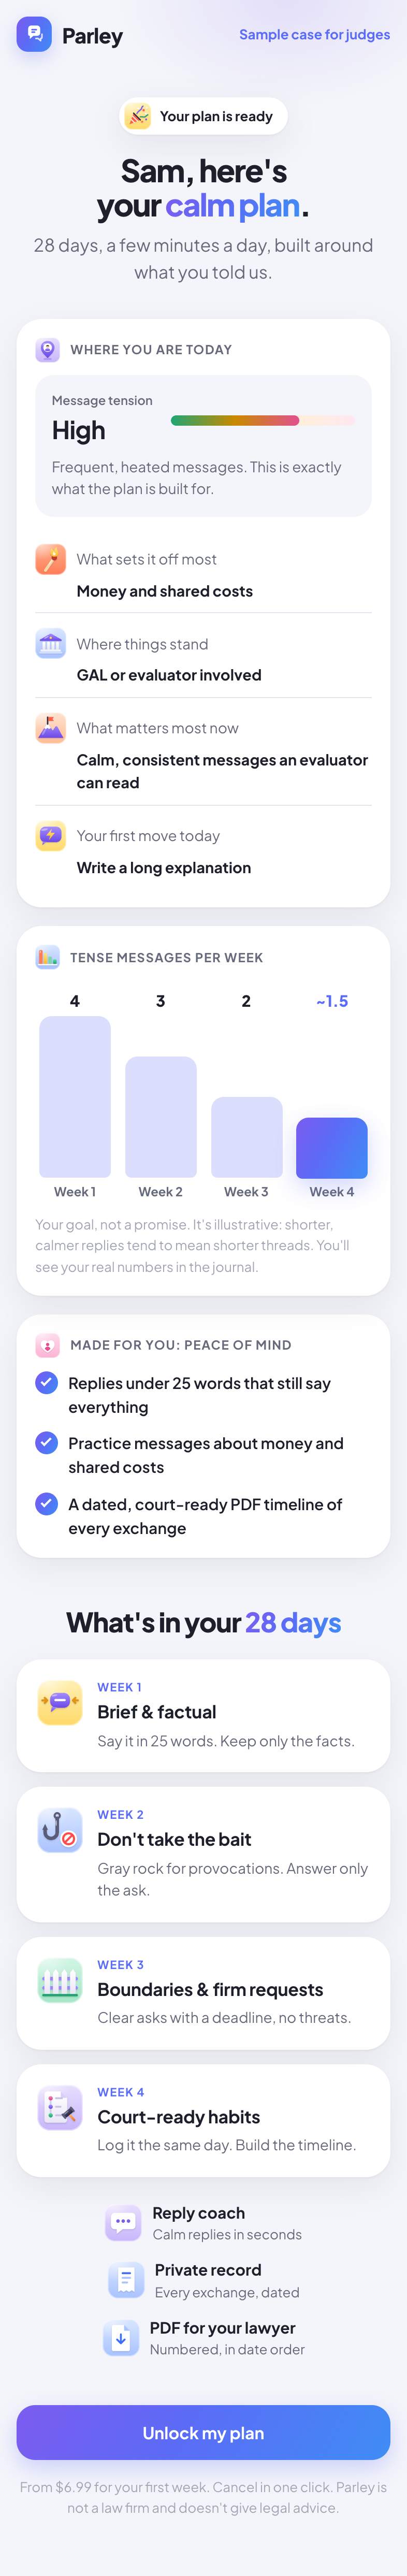 Parley
Sample case for judges
Your plan is ready
Sam, here's
your calm plan.
28 days, a few minutes a day, built around
what you told us.
WHERE YOU ARE TODAY
Message tension
High
Frequent, heated messages. This is exactly
what the plan is built for.
What sets it off most
Money and shared costs
Where things stand
GAL or evaluator involved
What matters most now
Calm, consistent messages an evaluator
can read
Your first move today
Write a long explanation
TENSE MESSAGES PER WEEK
4 3 2 ~1.5
Week 1 Week 2 Week 3 Week 4
Your goal, not a promise. It's illustrative: shorter,
calmer replies tend to mean shorter threads. You'll
see your real numbers in the journal.
MADE FOR YOU: PEACE OF MIND
Replies under 25 words that still say
everything
Practice messages about money and
shared costs
A dated, court-ready PDF timeline of
every exchange
What's in your 28 days
WEEK 1
Brief & factual
Say it in 25 words. Keep only the facts.
WEEK 2
Don't take the bait
Gray rock for provocations. Answer only
the ask.
WEEK 3
Boundaries & firm requests
Clear asks with a deadline, no threats.
WEEK 4
Court-ready habits
Log it the same day. Build the timeline.
Reply coach
Calm replies in seconds
Private record
Every exchange, dated
PDF for your lawyer
Numbered, in date order
Unlock my plan
From $6.99 for your first week. Cancel in one click. Parley is
not a law firm and doesn't give legal advice.